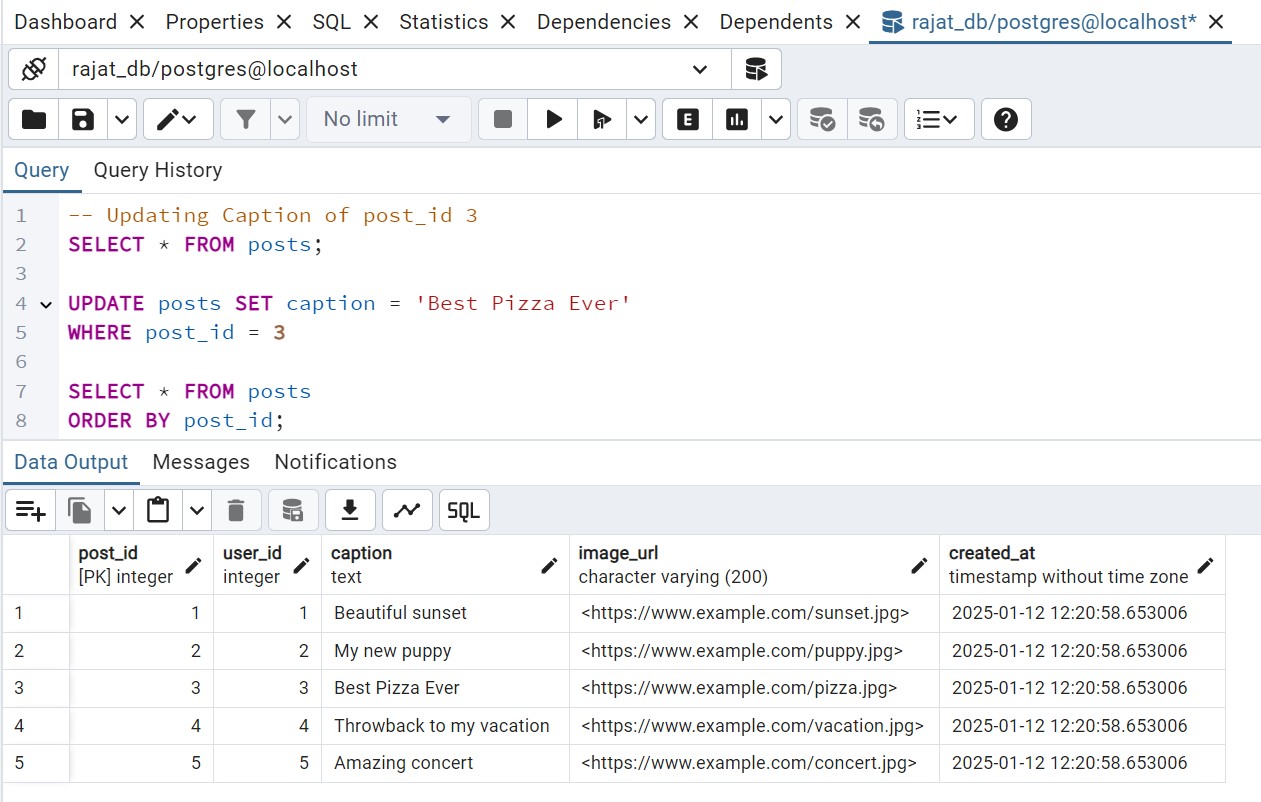 Dashboard Properties SQL Statistics Dependencies Dependents rajat_db/postgres@localhost*
rajat_db/postgres@localhost
No limit E
Query Query History
1 -- Updating Caption of post_id 3
2 SELECT * FROM posts;
3
4 UPDATE posts SET caption = 'Best Pizza Ever'
5 WHERE post_id = 3
6
7 SELECT * FROM posts
8 ORDER BY post_id;
Data Output Messages Notifications
SQL
post_id user_id caption image_url created_at
[PK] integer integer text character varying (200) timestamp without time zone
1 1 1 Beautiful sunset <https://www.example.com/sunset.jpg> 2025-01-12 12:20:58.653006
2 2 2 My new puppy <https://www.example.com/puppy.jpg> 2025-01-12 12:20:58.653006
3 3 3 Best Pizza Ever <https://www.example.com/pizza.jpg> 2025-01-12 12:20:58.653006
4 4 4 Throwback to my vacation <https://www.example.com/vacation.jpg> 2025-01-12 12:20:58.653006
5 5 5 Amazing concert <https://www.example.com/concert.jpg> 2025-01-12 12:20:58.653006